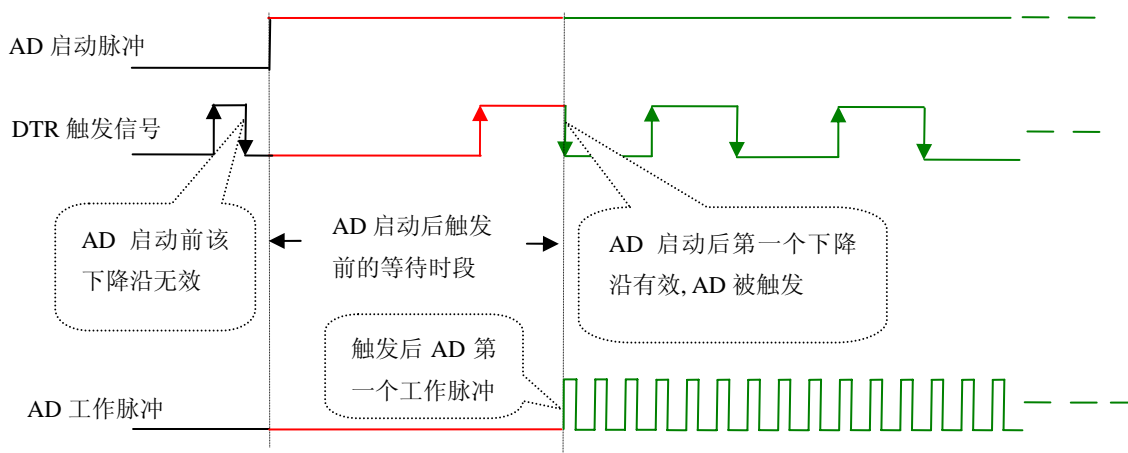 AD 启动脉冲
DTR 触发信号
AD 启动前该
下降沿无效
AD 启动后触发
前的等待时段
AD 启动后第一个下降
沿有效, AD 被触发
触发后 AD 第
一个工作脉冲
AD 工作脉冲